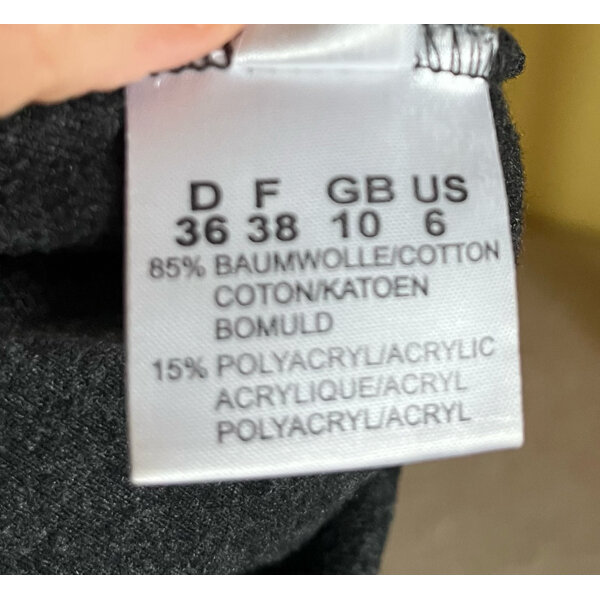 D F GB US
36 38 10 6
85% BAUMWOLLE/COTTON
COTON/KATOEN
BOMULD
15% POLYACRYL/ACRYLIC
ACRYLIQUE/ACRYL
POLYACRYL/ACRYL